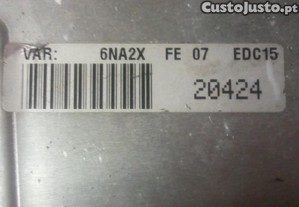 CustoJusto.pt
VAR: 6NA2X FE 07 EDC15
20424